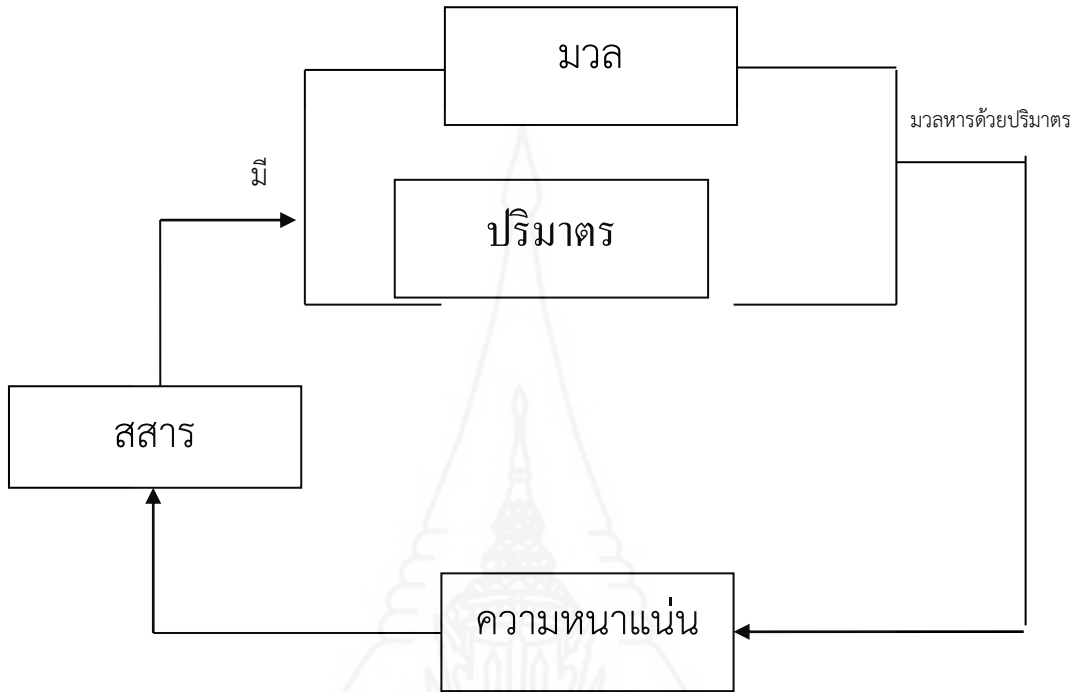 มวล
มวลหารด้วยปริมาตร
มี
ปริมาตร
สสาร
ความหนาแน่น